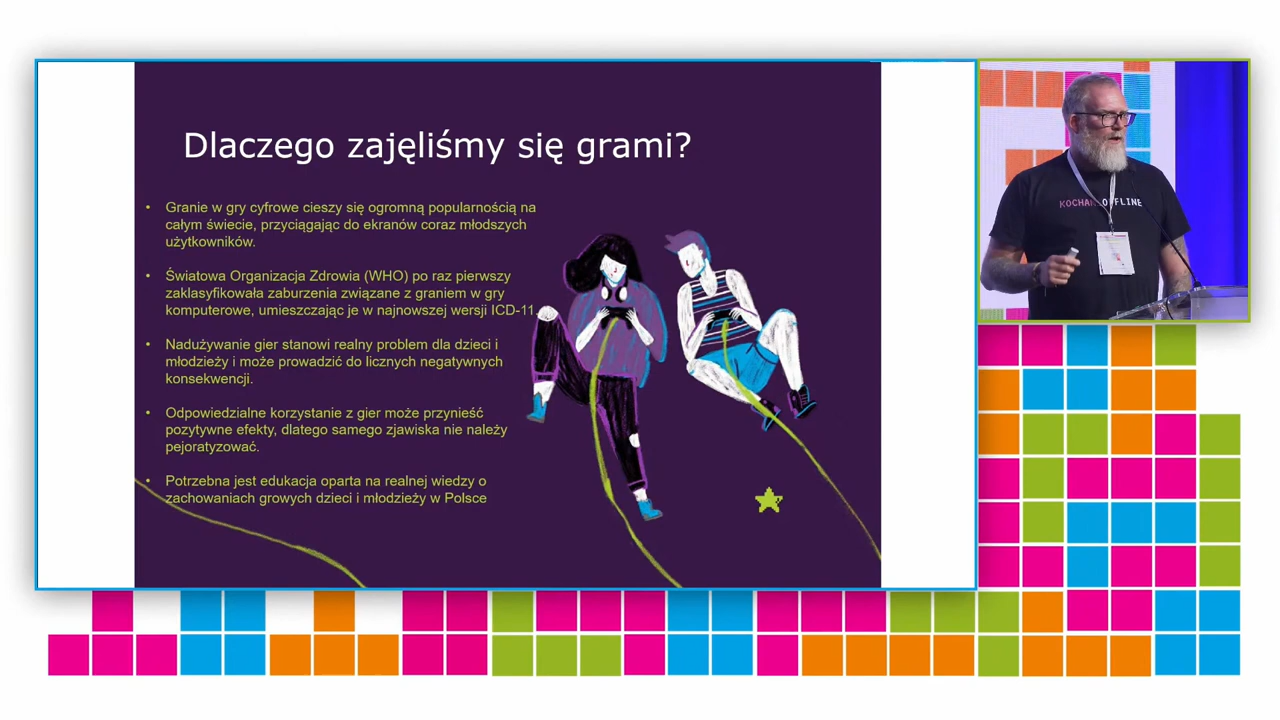 Dlaczego zajęliśmy się grami?
• Granie w gry cyfrowe cieszy się ogromną popularnością na
całym świecie, przyciągając do ekranów coraz młodszych
użytkowników.
• Światowa Organizacja Zdrowia (WHO) po raz pierwszy
zaklasyfikowała zaburzenia związane z graniem w gry
komputerowe, umieszczając je w najnowszej wersji ICD-11.
• Nadużywanie gier stanowi realny problem dla dzieci i
młodzieży i może prowadzić do licznych negatywnych
konsekwencji.
• Odpowiedzialne korzystanie z gier może przynieść
pozytywne efekty, dlatego samego zjawiska nie należy
pejoratyzować.
• Potrzebna jest edukacja oparta na realnej wiedzy o
zachowaniach growych dzieci i młodzieży w Polsce
OFFLINE